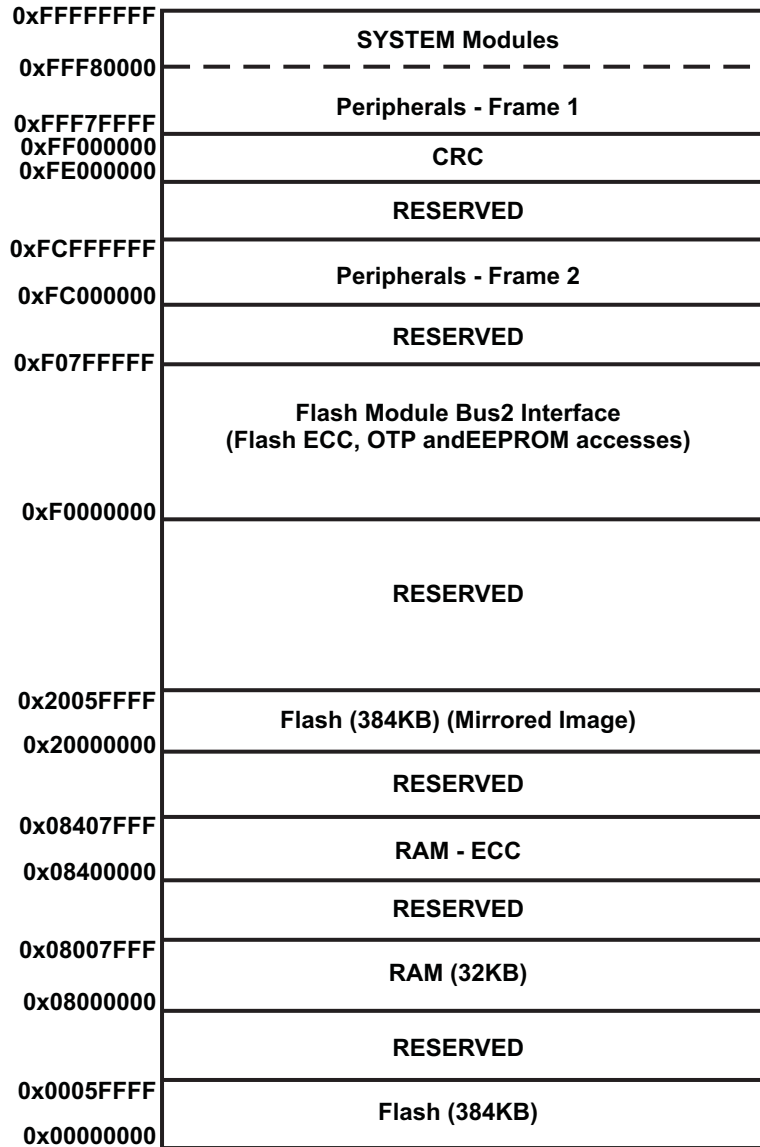 0xFFFFFFFF
SYSTEM Modules
0xFFF80000
Peripherals - Frame 1
0xFFF7FFFF
0xFF000000
CRC
0xFE000000
RESERVED
0xFCFFFFFF
Peripherals - Frame 2
0xFC000000
RESERVED
0xF07FFFFF
Flash Module Bus2 Interface
(Flash ECC, OTP andEEPROM accesses)
0xF0000000
RESERVED
0x2005FFFF
Flash (384KB) (Mirrored Image)
0x20000000
RESERVED
0x08407FFF
RAM - ECC
0x08400000
RESERVED
0x08007FFF
RAM (32KB)
0x08000000
RESERVED
0x0005FFFF
Flash (384KB)
0x00000000